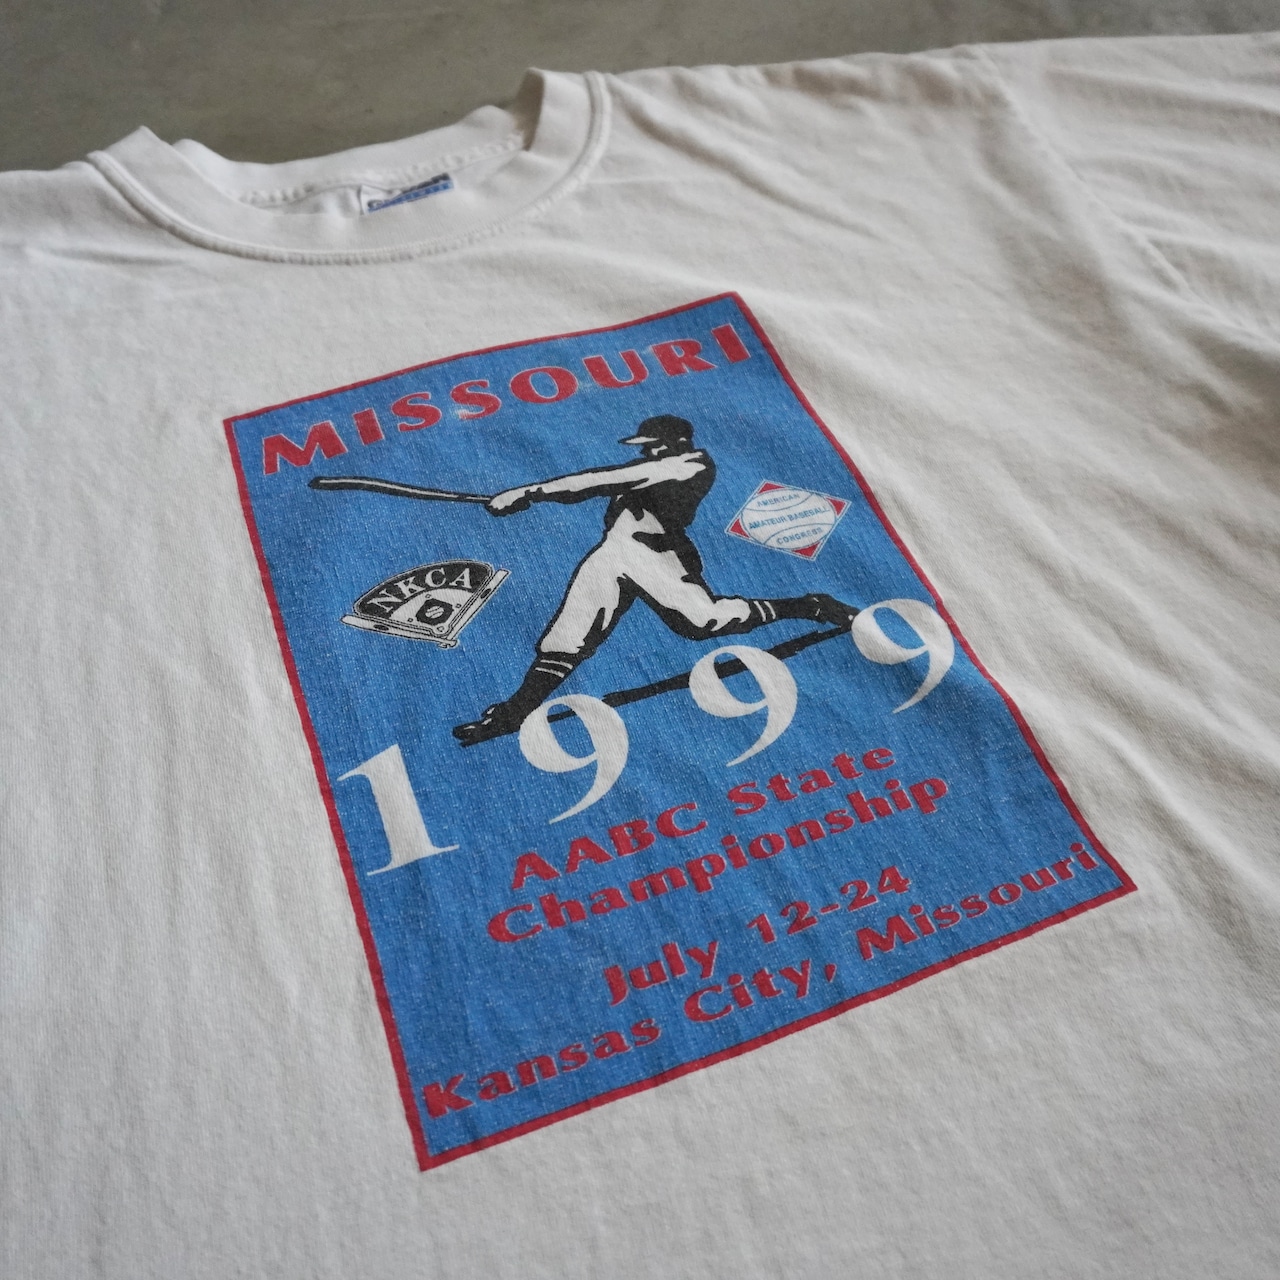 MISSOURI
AMERICAN
AMATEUR BASEBALL
CONGRESS
NKCA
1999
AABC State
Championship
July 12-24
Kansas City, Missouri